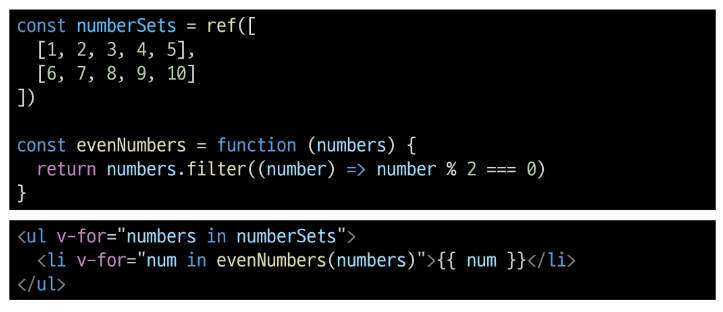 const numberSets = ref([
  [1, 2, 3, 4, 5],
  [6, 7, 8, 9, 10]
])

const evenNumbers = function (numbers) {
  return numbers.filter((number) => number % 2 === 0)
}
<ul v-for="numbers in numberSets">
  <li v-for="num in evenNumbers(numbers)">{{ num }}</li>
</ul>